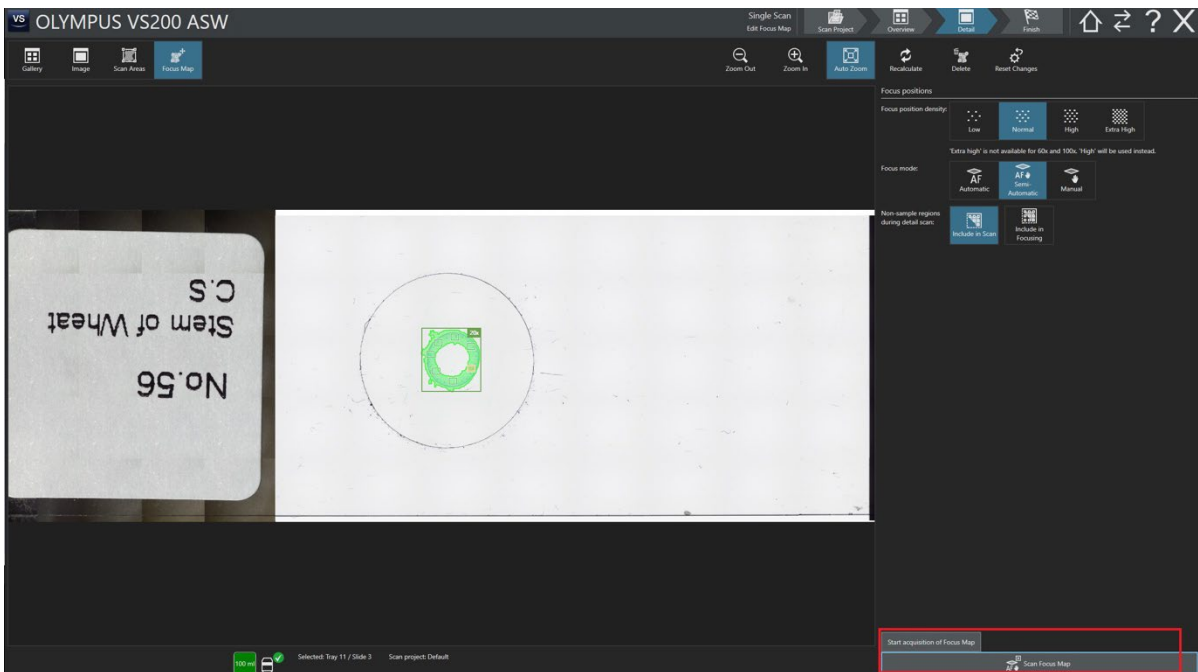 VS OLYMPUS VS200 ASW
Single Scan
Edit Focus Map
Scan Project
Overview
Detail
Finish
Gallery
Image
Scan Areas
Focus Map
Zoom Out
Zoom In
Auto Zoom
Recalculate
Delete
Reset Changes
Focus positions
Focus position density:
Low
Normal
High
Extra High
'Extra high' is not available for 60x and 100x. 'High' will be used instead.
Focus mode:
AF
Automatic
AF
Semi-
Automatic
Manual
Non-sample regions
during detail scan:
Include in Scan
Include in
Focusing
No.56
Stem of Wheat
C.S
20x
Start acquisition of Focus Map
AF Scan Focus Map
100 ml
Selected: Tray 11 / Slide 3
Scan project: Default